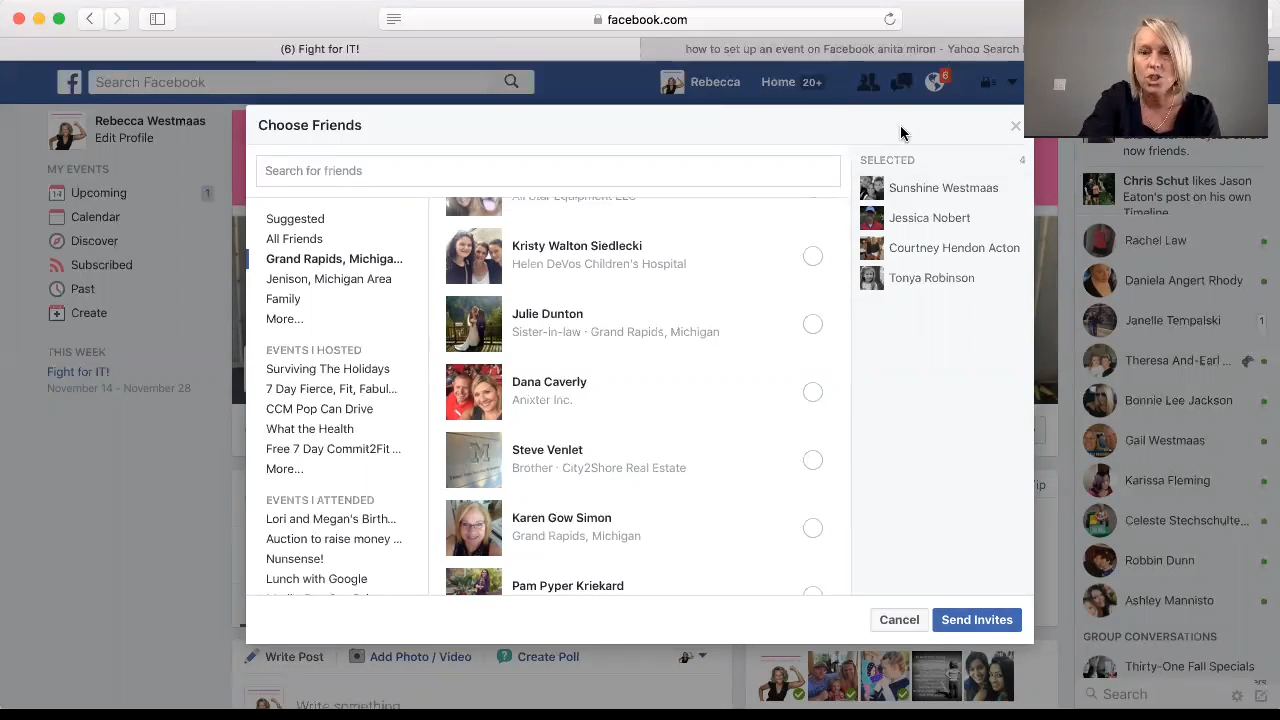 facebook.com
(6) Fight for IT!
how to set up an event on Facebook anita miron - Yahoo Search
Search Facebook
Rebecca
Home 20+
6
Rebecca Westmaas
Edit Profile
MY EVENTS
Upcoming 1
Calendar
Discover
Subscribed
Past
Create
THIS WEEK
Fight for IT!
November 14 - November 28
Choose Friends
Search for friends
Suggested
All Friends
Grand Rapids, Michiga...
Jenison, Michigan Area
Family
More...
EVENTS I HOSTED
Surviving The Holidays
7 Day Fierce, Fit, Fabul...
CCM Pop Can Drive
What the Health
Free 7 Day Commit2Fit ...
More...
EVENTS I ATTENDED
Lori and Megan's Birth...
Auction to raise money ...
Nunsense!
Lunch with Google
All Star Equipment LLC
Kristy Walton Siedlecki
Helen DeVos Children's Hospital
Julie Dunton
Sister-in-law · Grand Rapids, Michigan
Dana Caverly
Anixter Inc.
Steve Venlet
Brother · City2Shore Real Estate
Karen Gow Simon
Grand Rapids, Michigan
Pam Pyper Kriekard
SELECTED 4
Sunshine Westmaas
Jessica Nobert
Courtney Hendon Acton
Tonya Robinson
Cancel
Send Invites
Write Post
Add Photo / Video
Create Poll
Write something
now friends.
Chris Schut likes Jason
Eaton's post on his own
Timeline.
Rachel Law
Daniela Angert Rhody
Janelle Tempalski 1
Theresa And-Earl ...
Bonnie Lee Jackson
Gail Westmaas
Karissa Fleming
Celeste Stechschulte...
Robbin Dunn
Ashley Mannisto
GROUP CONVERSATIONS
Thirty-One Fall Specials
Search